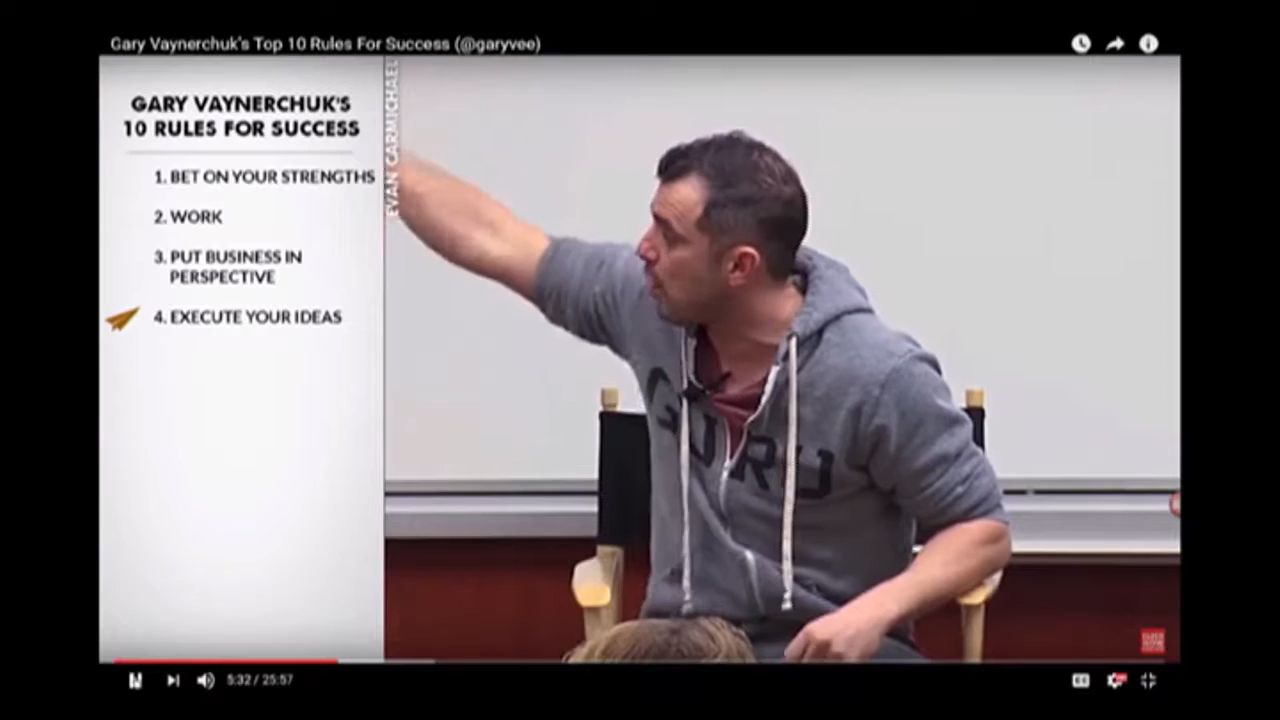 Gary Vaynerchuk's Top 10 Rules For Success (@garyvee)
GARY VAYNERCHUK'S
10 RULES FOR SUCCESS
1. BET ON YOUR STRENGTHS
2. WORK
3. PUT BUSINESS IN
PERSPECTIVE
4. EXECUTE YOUR IDEAS
EVAN CARMICHAEL
GURU
5:32 / 25:57
CC